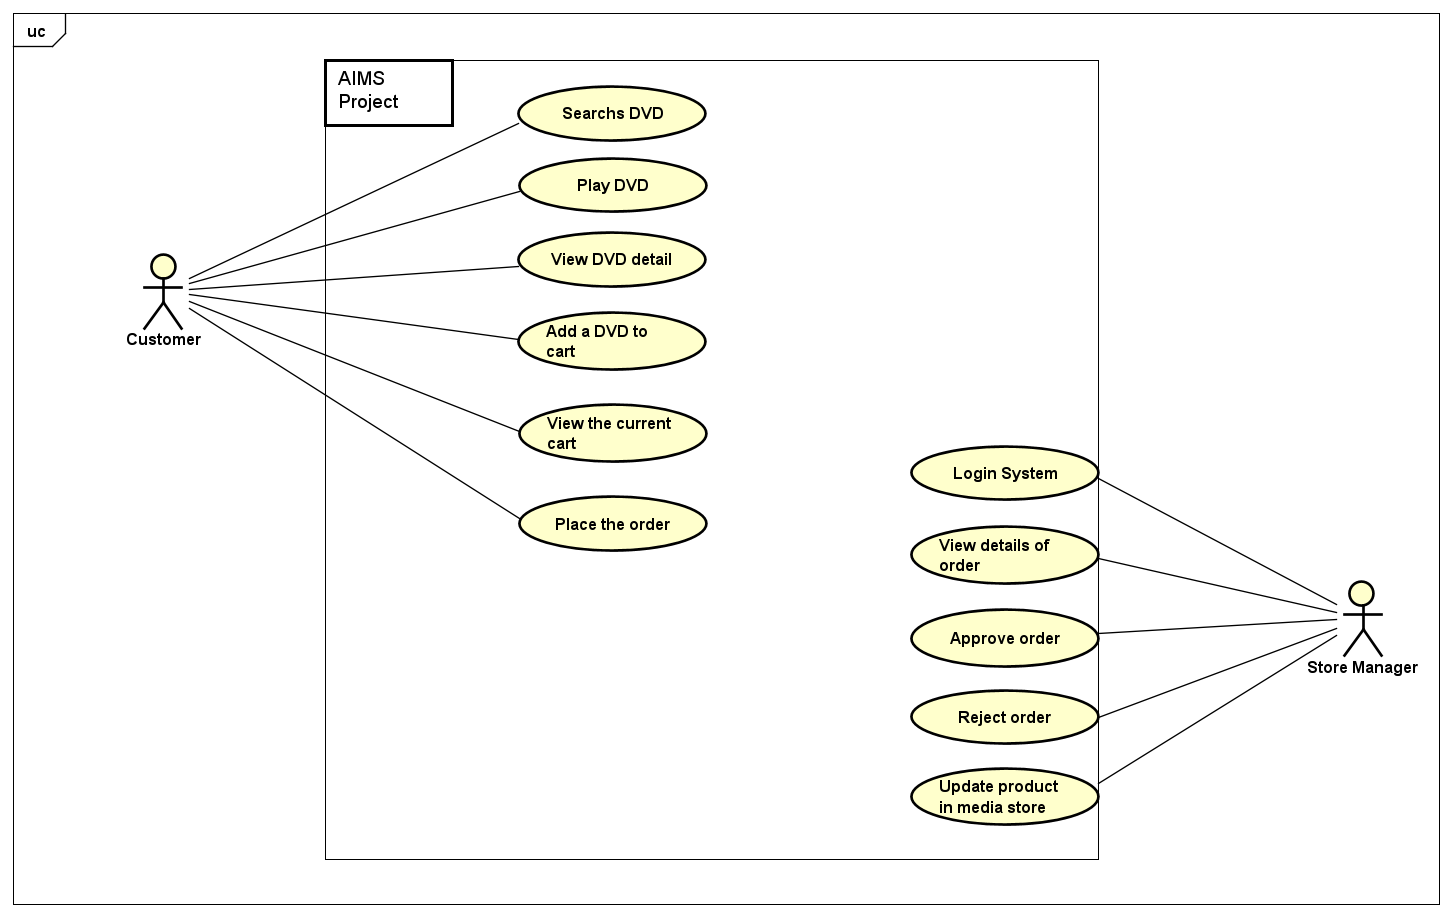 uc
AIMS
Project
Searchs DVD
Play DVD
View DVD detail
Customer
Add a DVD to
cart
View the current
cart
Login System
Place the order
View details of
order
Approve order
Store Manager
Reject order
Update product
in media store